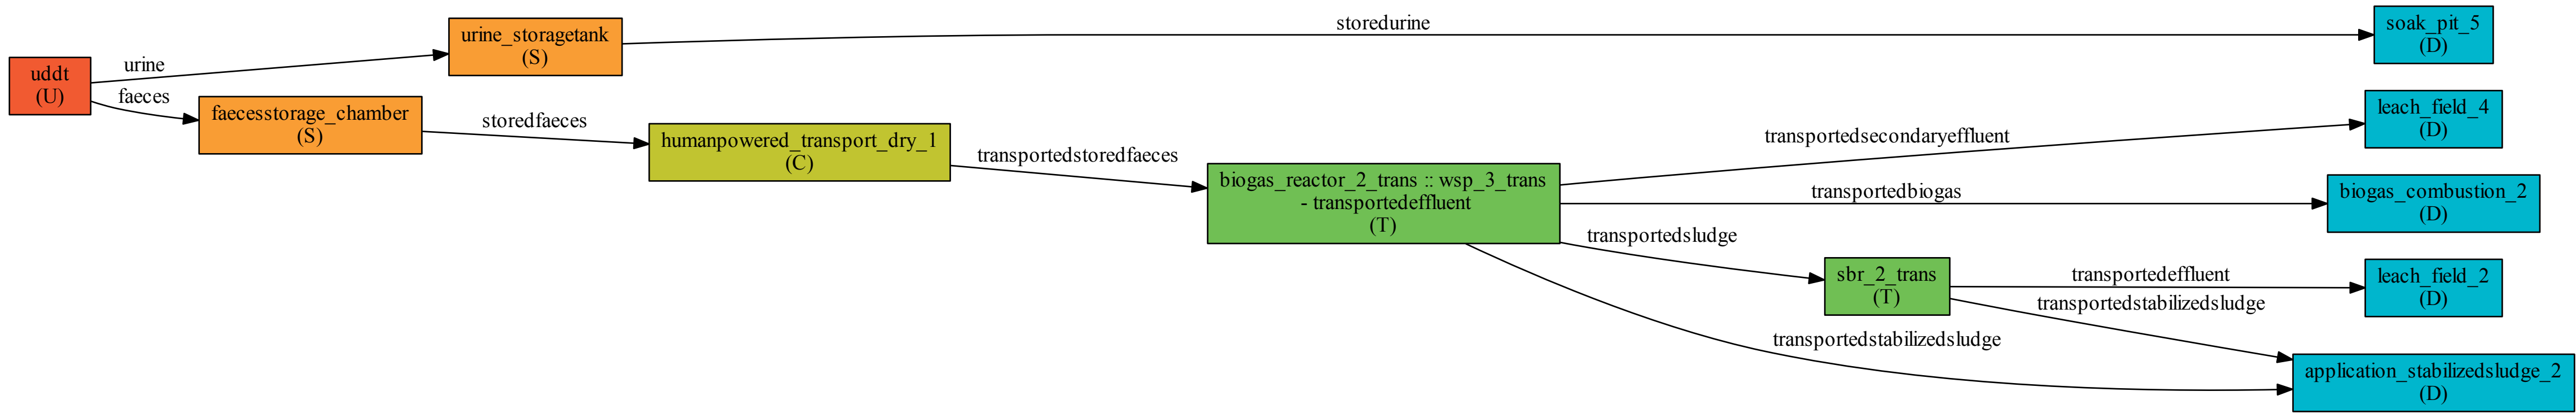 uddt
(U)
urine
faeces
urine_storagetank
(S)
faecesstorage_chamber
(S)
storedurine
storedfaeces
humanpowered_transport_dry_1
(C)
transportedstoredfaeces
biogas_reactor_2_trans :: wsp_3_trans
- transportedeffluent
(T)
transportedsecondaryeffluent
transportedbiogas
transportedsludge
transportedstabilizedsludge
sbr_2_trans
(T)
transportedeffluent
transportedstabilizedsludge
soak_pit_5
(D)
leach_field_4
(D)
biogas_combustion_2
(D)
leach_field_2
(D)
application_stabilizedsludge_2
(D)